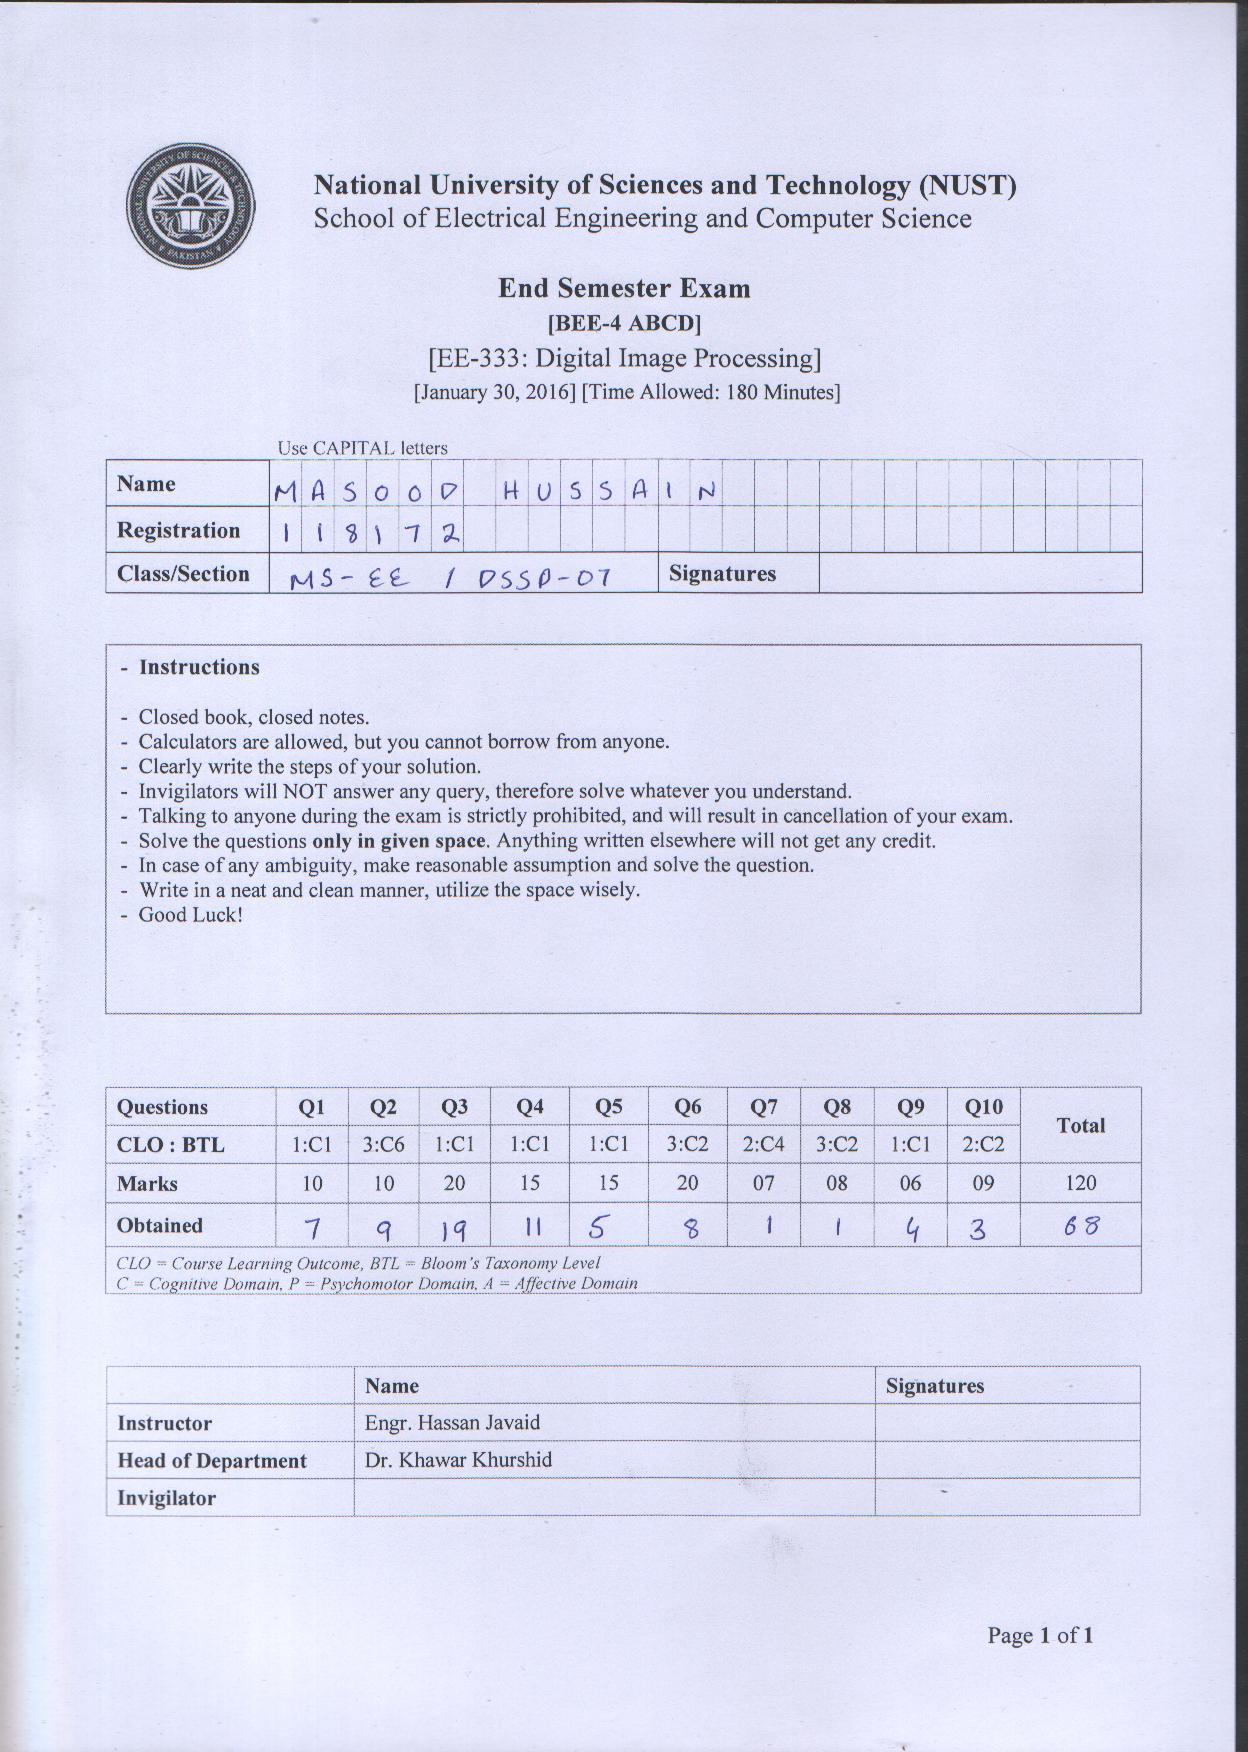 NATIONAL UNIVERSITY OF SCIENCES & TECHNOLOGY
PAKISTAN
National University of Sciences and Technology (NUST)
School of Electrical Engineering and Computer Science
End Semester Exam
[BEE-4 ABCD]
[EE-333: Digital Image Processing]
[January 30, 2016] [Time Allowed: 180 Minutes]
Use CAPITAL letters
Name MASOOD HUSSAIN
Registration 118172
Class/Section MS-EE / DSSP-07 Signatures
- Instructions
- Closed book, closed notes.
- Calculators are allowed, but you cannot borrow from anyone.
- Clearly write the steps of your solution.
- Invigilators will NOT answer any query, therefore solve whatever you understand.
- Talking to anyone during the exam is strictly prohibited, and will result in cancellation of your exam.
- Solve the questions only in given space. Anything written elsewhere will not get any credit.
- In case of any ambiguity, make reasonable assumption and solve the question.
- Write in a neat and clean manner, utilize the space wisely.
- Good Luck!
Questions Q1 Q2 Q3 Q4 Q5 Q6 Q7 Q8 Q9 Q10 Total
CLO : BTL 1:C1 3:C6 1:C1 1:C1 1:C1 3:C2 2:C4 3:C2 1:C1 2:C2
Marks 10 10 20 15 15 20 07 08 06 09 120
Obtained 7 9 19 11 5 8 1 1 4 3 68
CLO = Course Learning Outcome, BTL = Bloom's Taxonomy Level
C = Cognitive Domain, P = Psychomotor Domain, A = Affective Domain
Name Signatures
Instructor Engr. Hassan Javaid
Head of Department Dr. Khawar Khurshid
Invigilator
Page 1 of 1